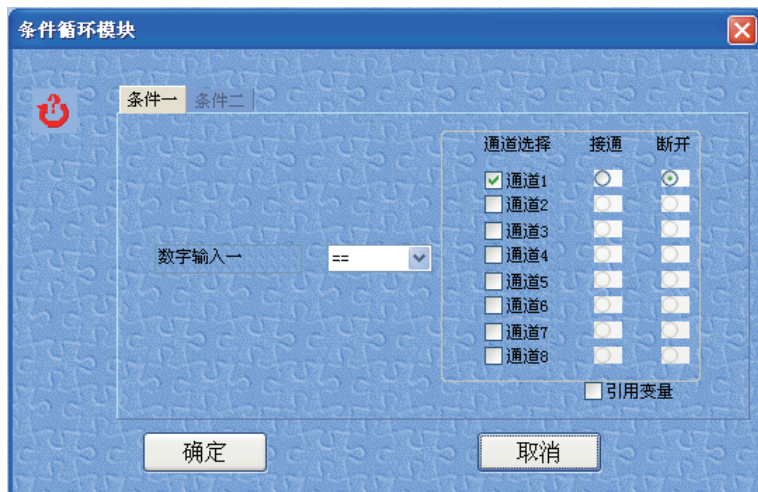 条件循环模块
条件一 条件二
通道选择 接通 断开
通道1
通道2
通道3
数字输入一 == 通道4
通道5
通道6
通道7
通道8
引用变量
确定 取消